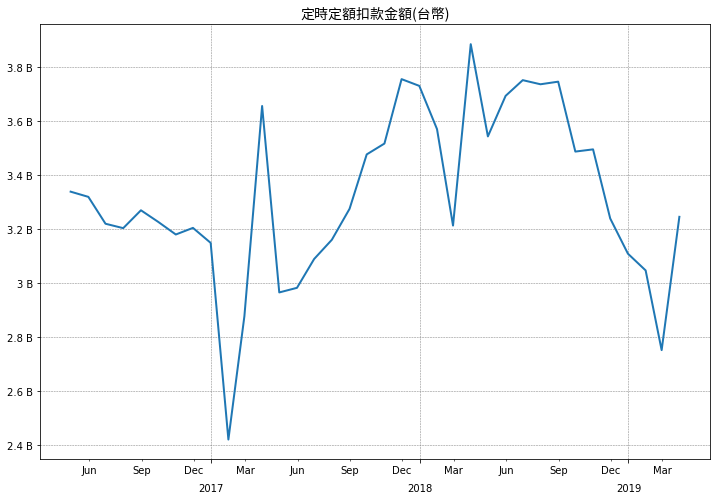 定時定額扣款金額(台幣)
3.8 B
3.6 B
3.4 B
3.2 B
3 B
2.8 B
2.6 B
2.4 B
Jun Sep Dec Mar Jun Sep Dec Mar Jun Sep Dec Mar
2017 2018 2019